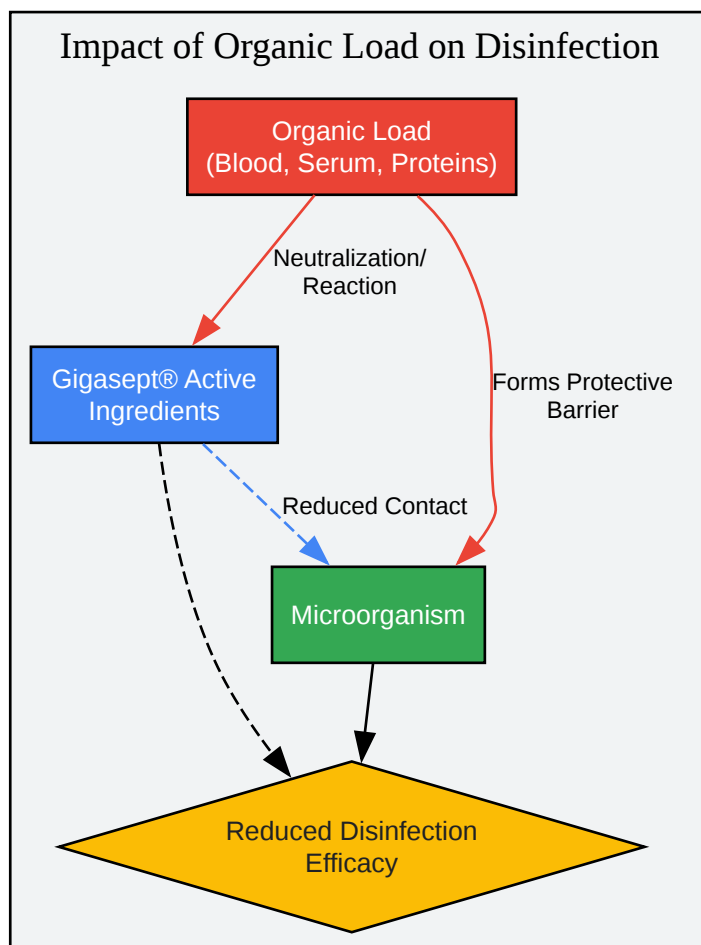 Impact of Organic Load on Disinfection
Organic Load
(Blood, Serum, Proteins)
Neutralization/
Reaction
Gigasept® Active
Ingredients
Forms Protective
Barrier
Reduced Contact
Microorganism
Reduced Disinfection
Efficacy